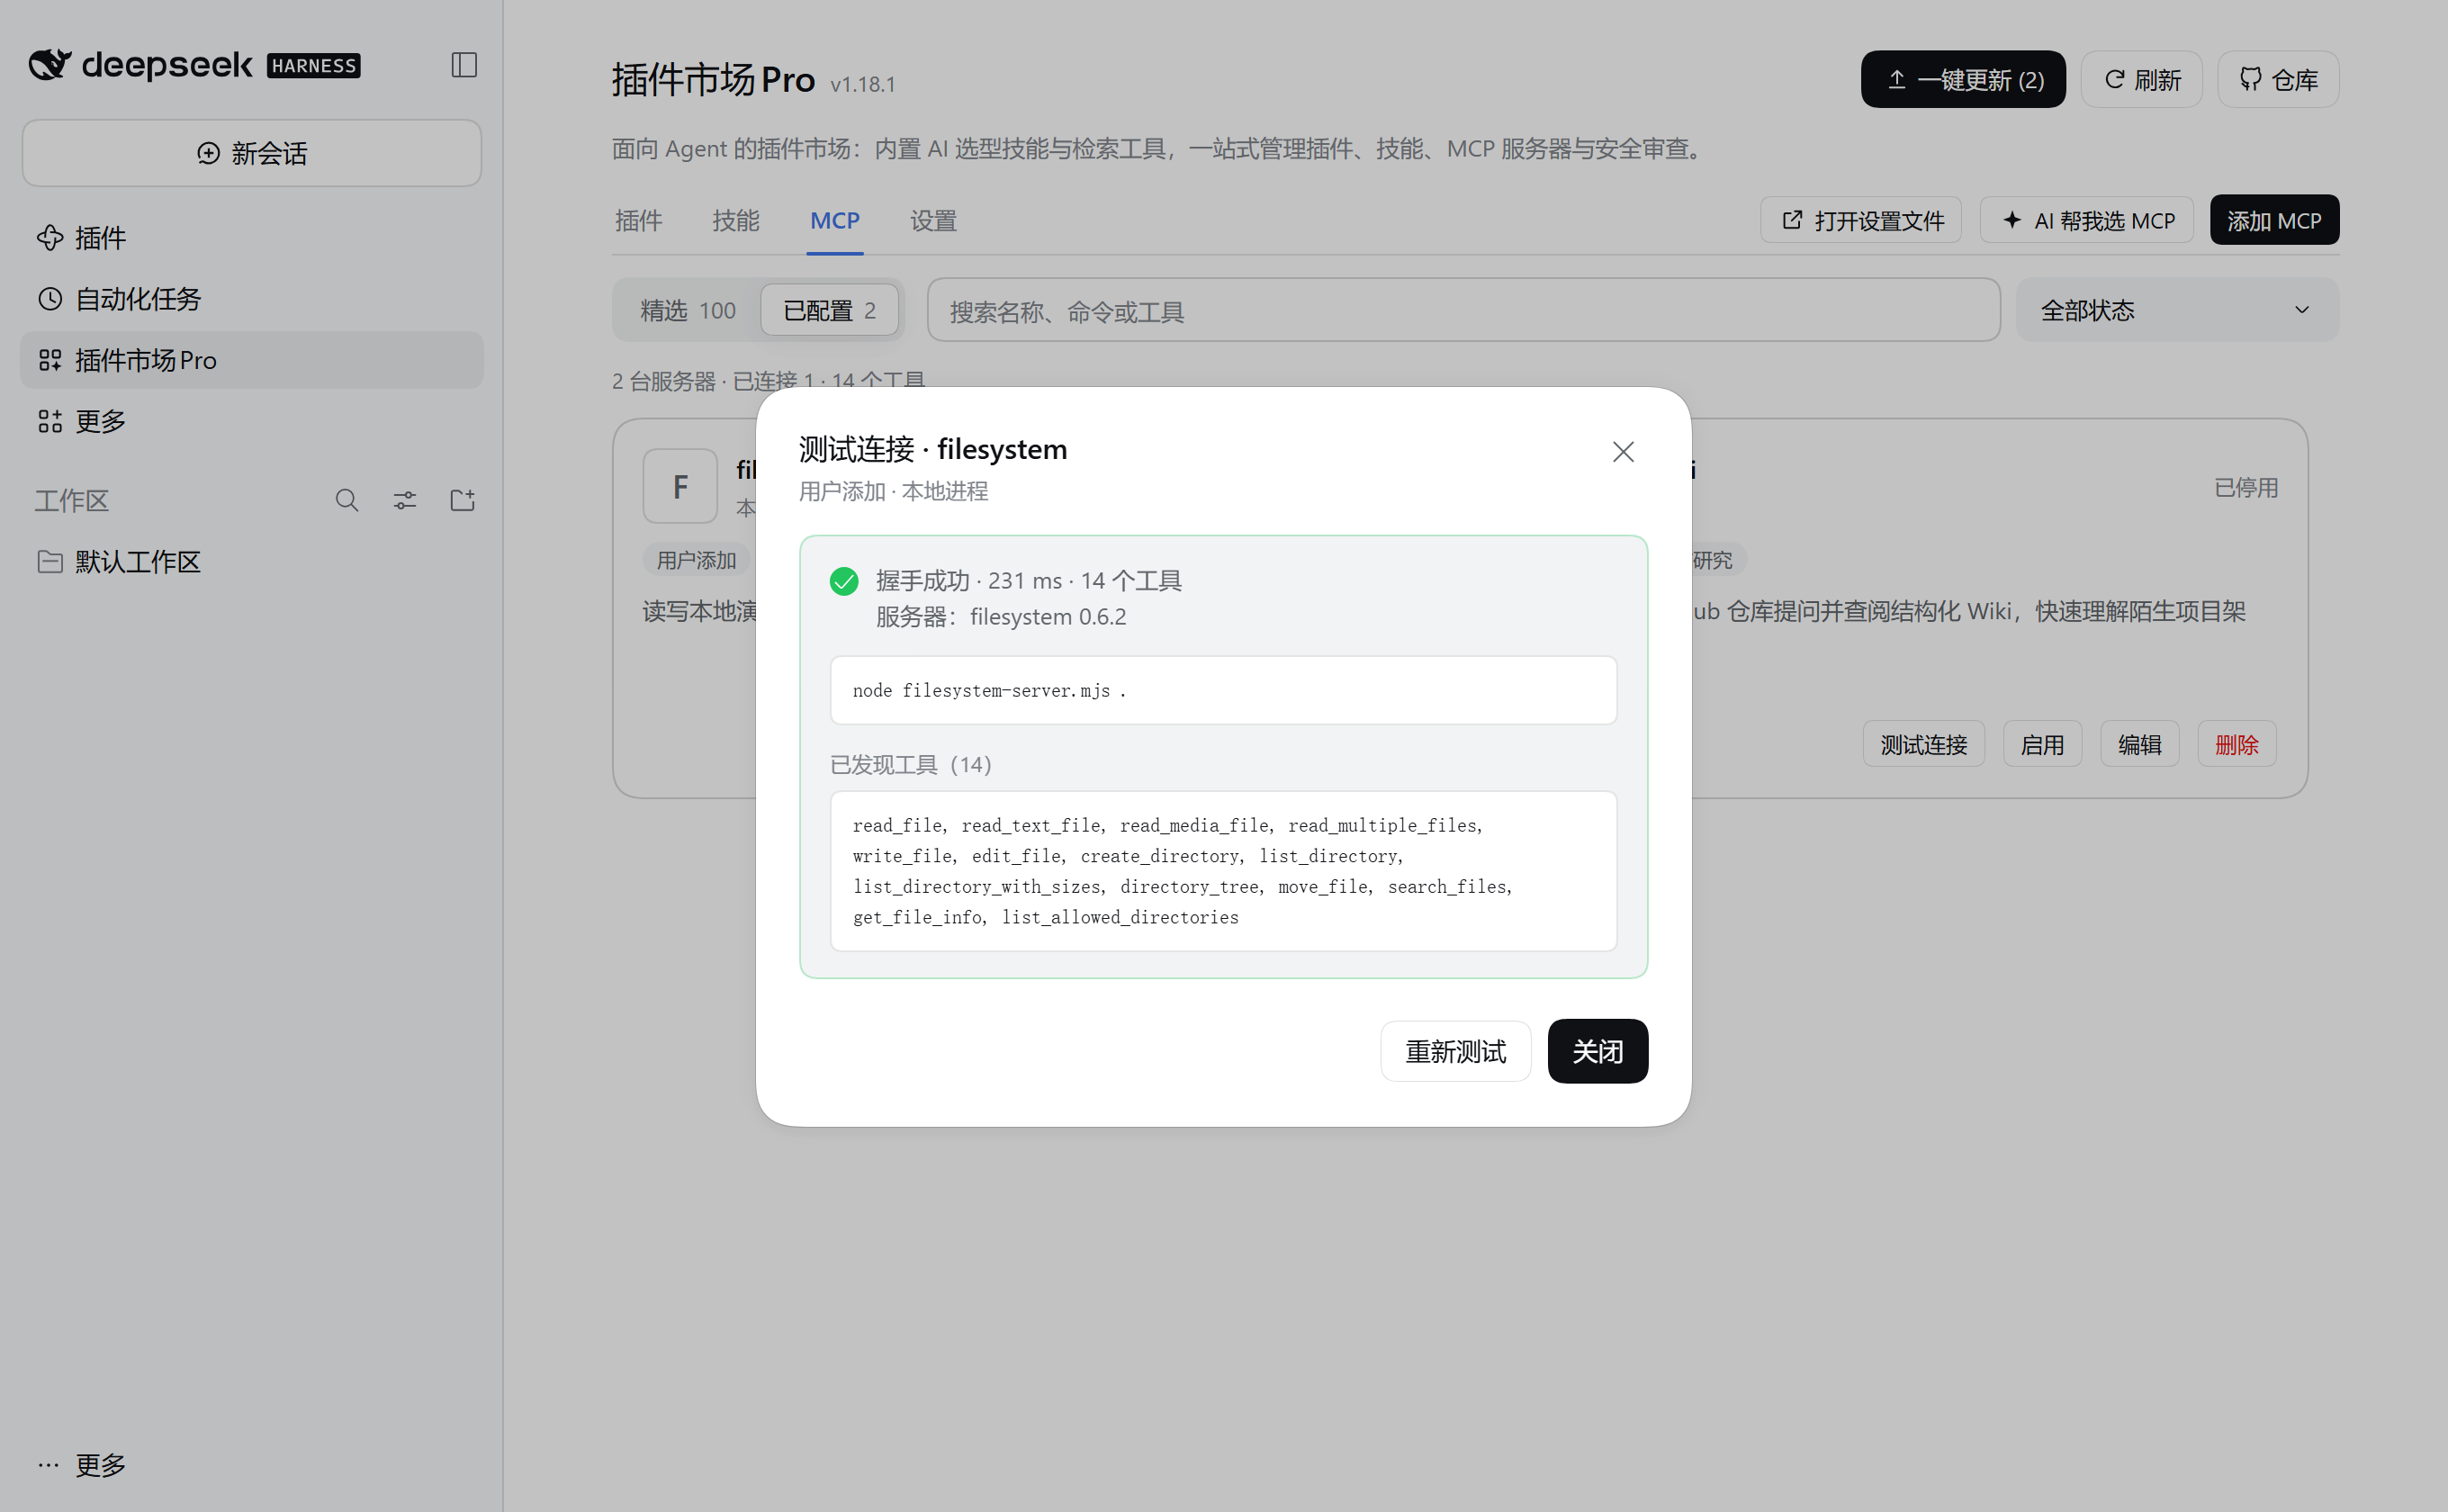 deepseek HARNESS
新会话
插件
自动化任务
插件市场Pro
更多
工作区
默认工作区
更多
插件市场Pro v1.18.1
一键更新 (2)
刷新
仓库
面向 Agent 的插件市场：内置 AI 选型技能与检索工具，一站式管理插件、技能、MCP 服务器与安全审查。
插件 技能 MCP 设置
打开设置文件
AI 帮我选 MCP
添加 MCP
精选 100
已配置 2
搜索名称、命令或工具
全部状态
2 台服务器 · 已连接 1 · 14 个工具
F
用户添加
读写本地演
已停用
研究
ub 仓库提问并查阅结构化 Wiki，快速理解陌生项目架
测试连接
启用
编辑
删除
测试连接 · filesystem
用户添加 · 本地进程
握手成功 · 231 ms · 14 个工具
服务器：filesystem 0.6.2
node filesystem-server.mjs .
已发现工具（14）
read_file, read_text_file, read_media_file, read_multiple_files,
write_file, edit_file, create_directory, list_directory,
list_directory_with_sizes, directory_tree, move_file, search_files,
get_file_info, list_allowed_directories
重新测试
关闭